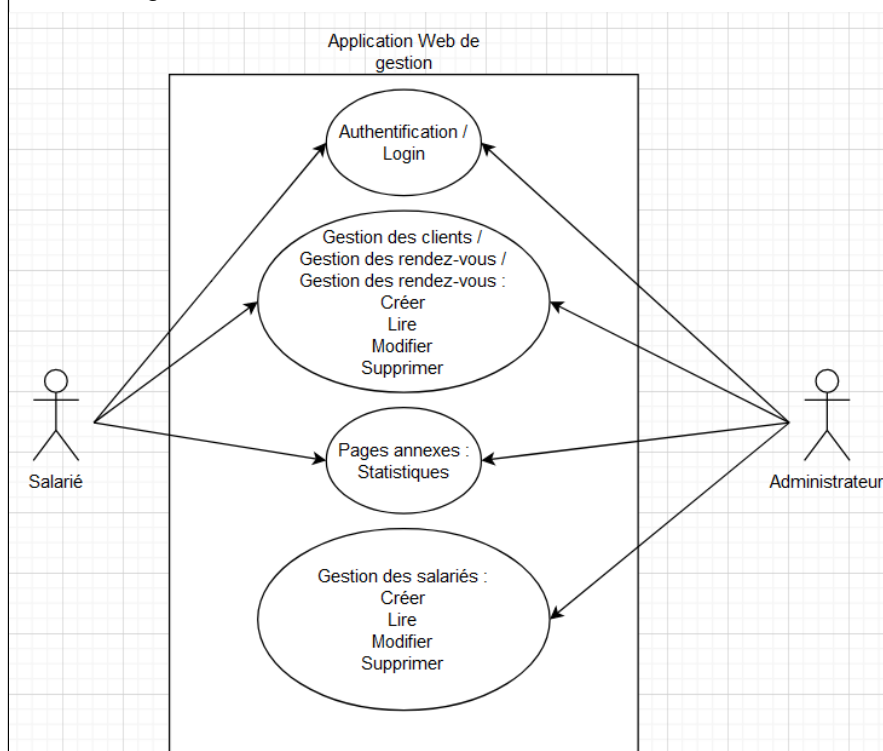 Application Web de
gestion
Authentification /
Login
Gestion des clients /
Gestion des rendez-vous /
Gestion des rendez-vous :
Créer
Lire
Modifier
Supprimer
Salarié
Pages annexes :
Statistiques
Administrateur
Gestion des salariés :
Créer
Lire
Modifier
Supprimer